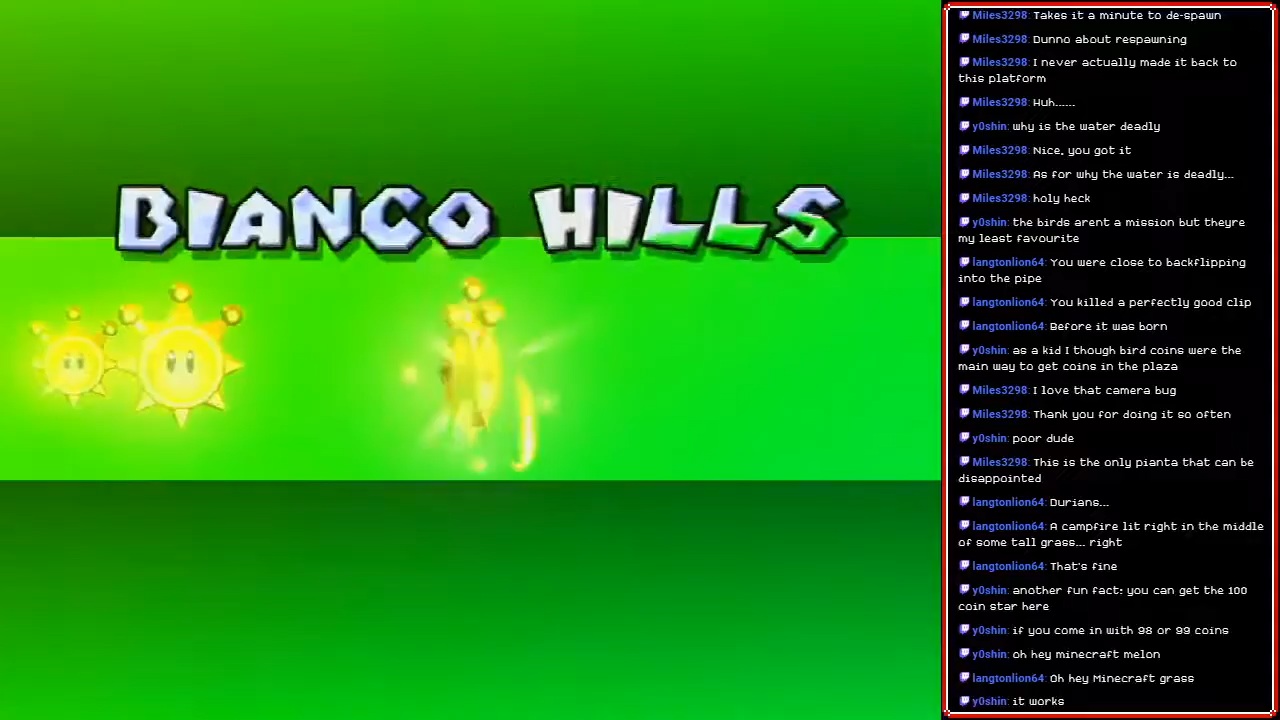 BIANCO HILLS
Miles3298: Takes it a minute to de-spawn
Miles3298: Dunno about respawning
Miles3298: I never actually made it back to
this platform
Miles3298: Huh......
y0shin: why is the water deadly
Miles3298: Nice, you got it
Miles3298: As for why the water is deadly...
Miles3298: holy heck
y0shin: the birds arent a mission but theyre
my least favourite
langtonlion64: You were close to backflipping
into the pipe
langtonlion64: You killed a perfectly good clip
langtonlion64: Before it was born
y0shin: as a kid I though bird coins were the
main way to get coins in the plaza
Miles3298: I love that camera bug
Miles3298: Thank you for doing it so often
y0shin: poor dude
Miles3298: This is the only pianta that can be
disappointed
langtonlion64: Durians...
langtonlion64: A campfire lit right in the middle
of some tall grass... right
langtonlion64: That's fine
y0shin: another fun fact: you can get the 100
coin star here
y0shin: if you come in with 98 or 99 coins
y0shin: oh hey minecraft melon
langtonlion64: Oh hey Minecraft grass
y0shin: it works